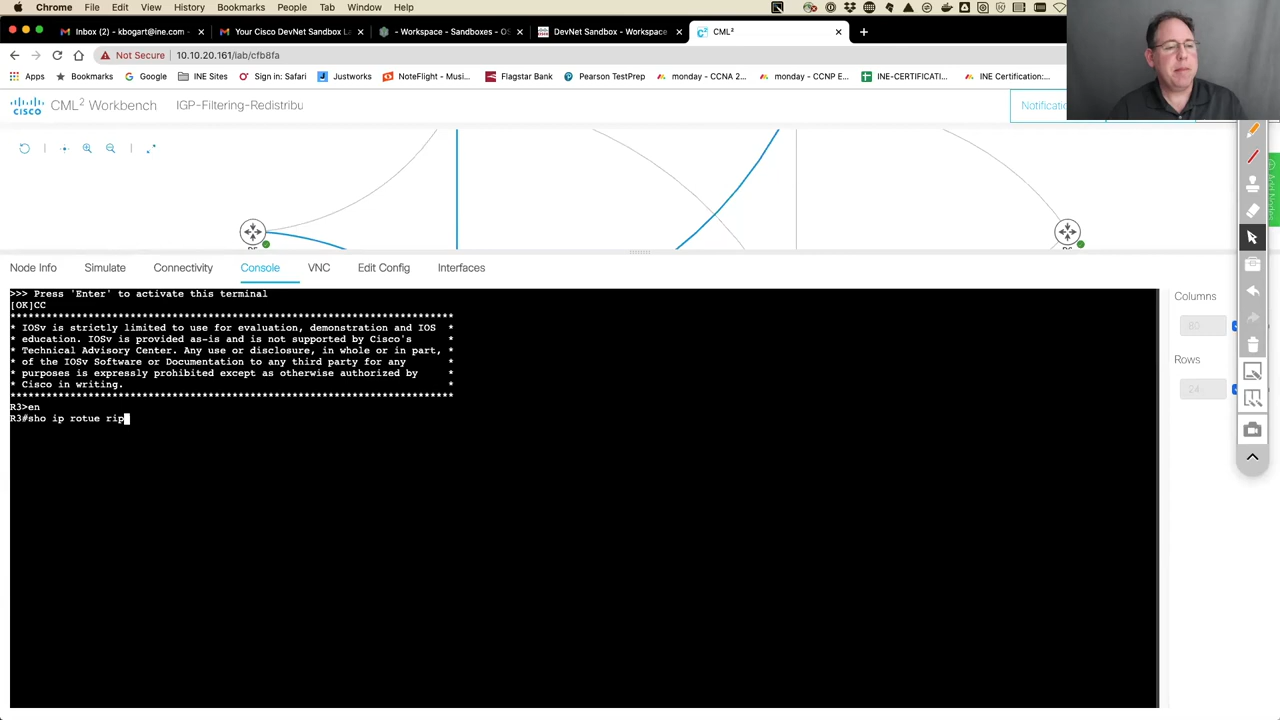 Chrome File Edit View History Bookmarks People Tab Window Help
Inbox (2) - kbogart@ine.com - Your Cisco DevNet Sandbox La - Workspace - Sandboxes - OS DevNet Sandbox - Workspace CML²
Not Secure 10.10.20.161/lab/cfb8fa
Apps Bookmarks Google INE Sites Sign in: Safari Justworks NoteFlight - Musi... Flagstar Bank Pearson TestPrep monday - CCNA 2... monday - CCNP E... INE-CERTIFICATI... INE Certification:...
CISCO CML² Workbench IGP-Filtering-Redistribu Notificatio
Node Info Simulate Connectivity Console VNC Edit Config Interfaces
>>> Press 'Enter' to activate this terminal
[OK]CC
**************************************************************************
* IOSv is strictly limited to use for evaluation, demonstration and IOS *
* education. IOSv is provided as-is and is not supported by Cisco's *
* Technical Advisory Center. Any use or disclosure, in whole or in part, *
* of the IOSv Software or Documentation to any third party for any *
* purposes is expressly prohibited except as otherwise authorized by *
* Cisco in writing. *
**************************************************************************
R3>en
R3#sho ip rotue rip
Columns
80
Rows
24